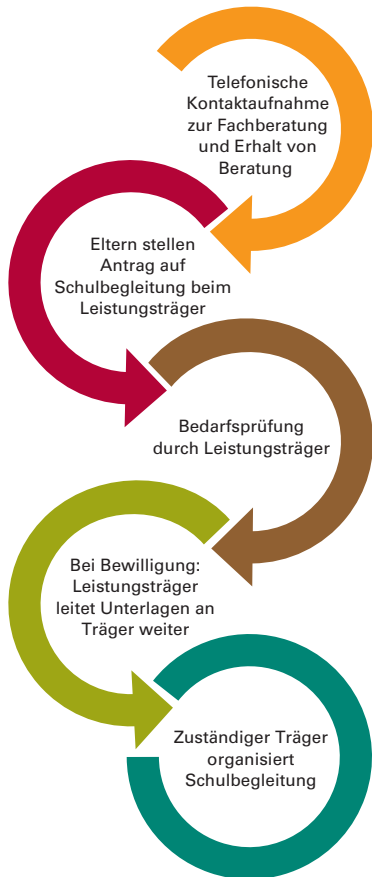 Telefonische
Kontaktaufnahme
zur Fachberatung
und Erhalt von
Beratung
Eltern stellen
Antrag auf
Schulbegleitung beim
Leistungsträger
Bedarfsprüfung
durch Leistungsträger
Bei Bewilligung:
Leistungsträger
leitet Unterlagen an
Träger weiter
Zuständiger Träger
organisiert
Schulbegleitung